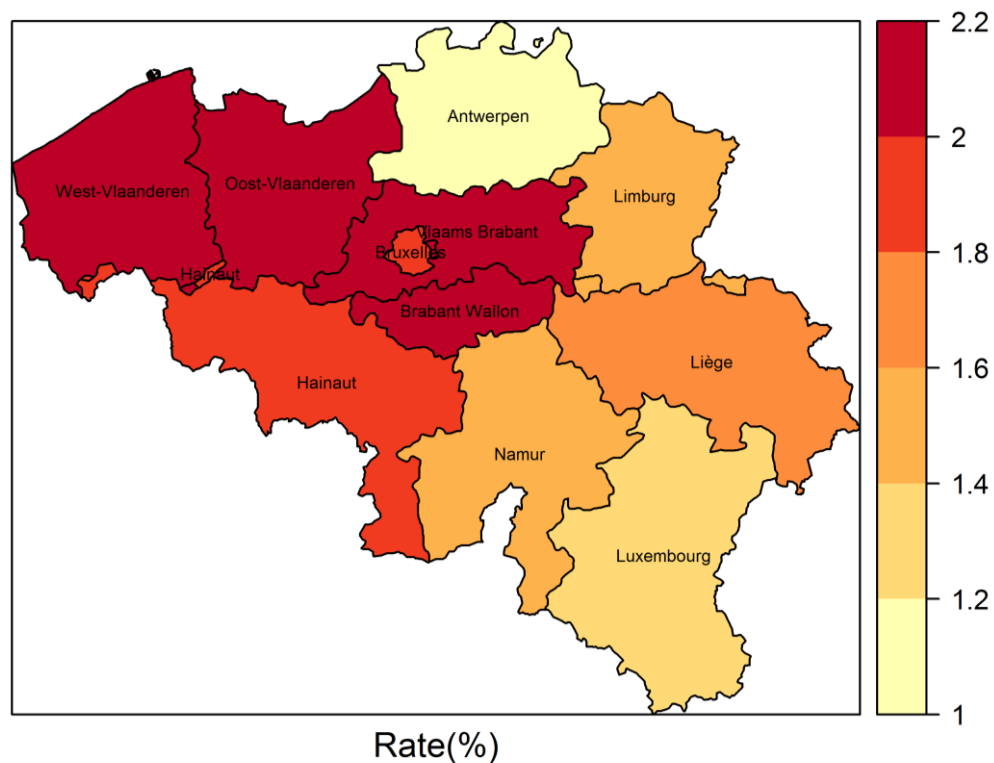 2.2
Antwerpen
2
West-Vlaanderen
Oost-Vlaanderen
Limburg
Vlaams Brabant
Bruxelles
1.8
Hainaut
Brabant Wallon
1.6
Liège
Hainaut
Namur
1.4
Luxembourg
1.2
1
Rate(%)